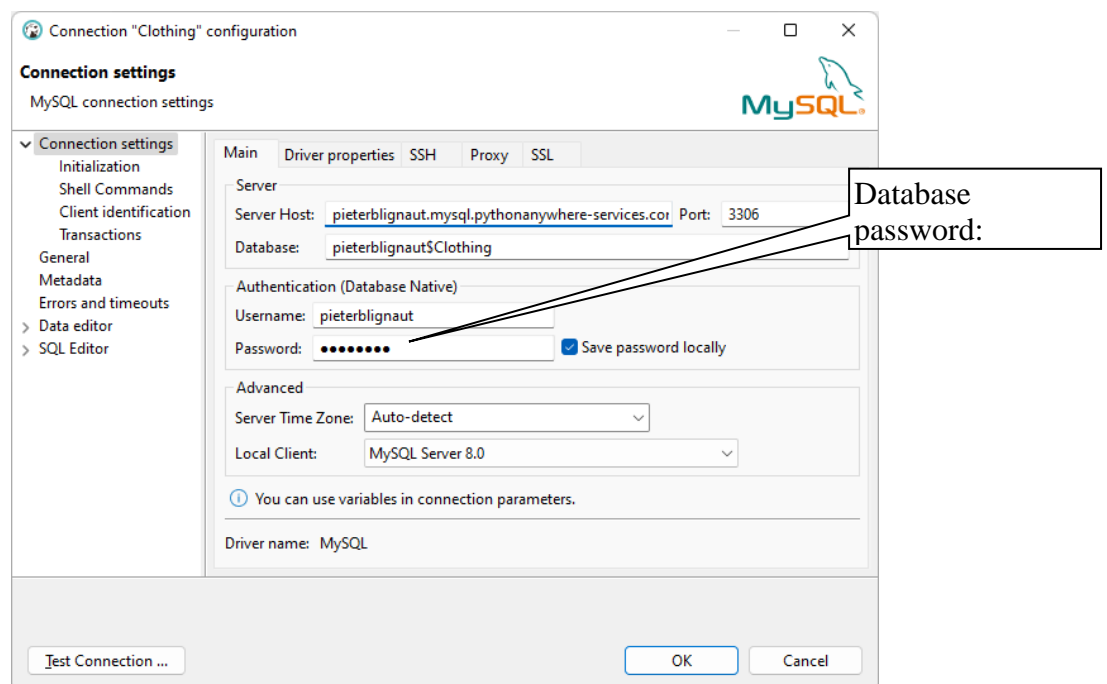 Connection "Clothing" configuration
Connection settings
MySQL connection settings
MySQL
Connection settings
Initialization
Shell Commands
Client identification
Transactions
General
Metadata
Errors and timeouts
Data editor
SQL Editor
Main Driver properties SSH Proxy SSL
Server
Server Host: pieterblignaut.mysql.pythonanywhere-services.cor Port: 3306
Database: pieterblignaut$Clothing
Authentication (Database Native)
Username: pieterblignaut
Password: ●●●●●●●●
Save password locally
Advanced
Server Time Zone: Auto-detect
Local Client: MySQL Server 8.0
You can use variables in connection parameters.
Driver name: MySQL
Test Connection ...
OK
Cancel
Database
password: